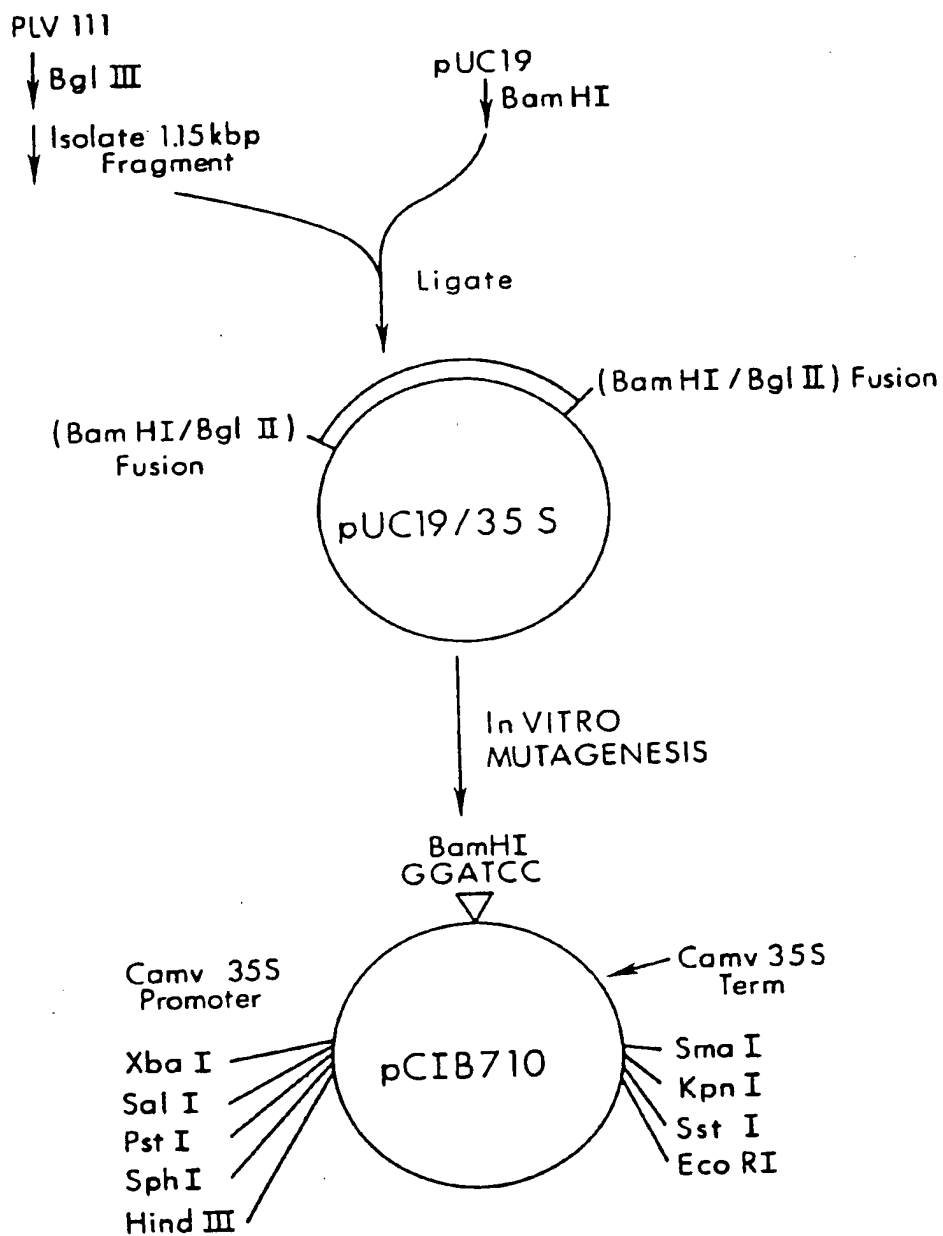 PLV 111
Bgl III
Isolate 1.15kbp
Fragment
pUC19
Bam HI
Ligate
(Bam HI/Bgl II)
Fusion
(Bam HI/Bgl II) Fusion
pUC19/35 S
In VITRO
MUTAGENESIS
BamHI
GGATCC
Camv 35S
Promoter
Camv 35S
Term
pCIB710
Xba I
Sal I
Pst I
Sph I
Hind III
Sma I
Kpn I
Sst I
Eco RI